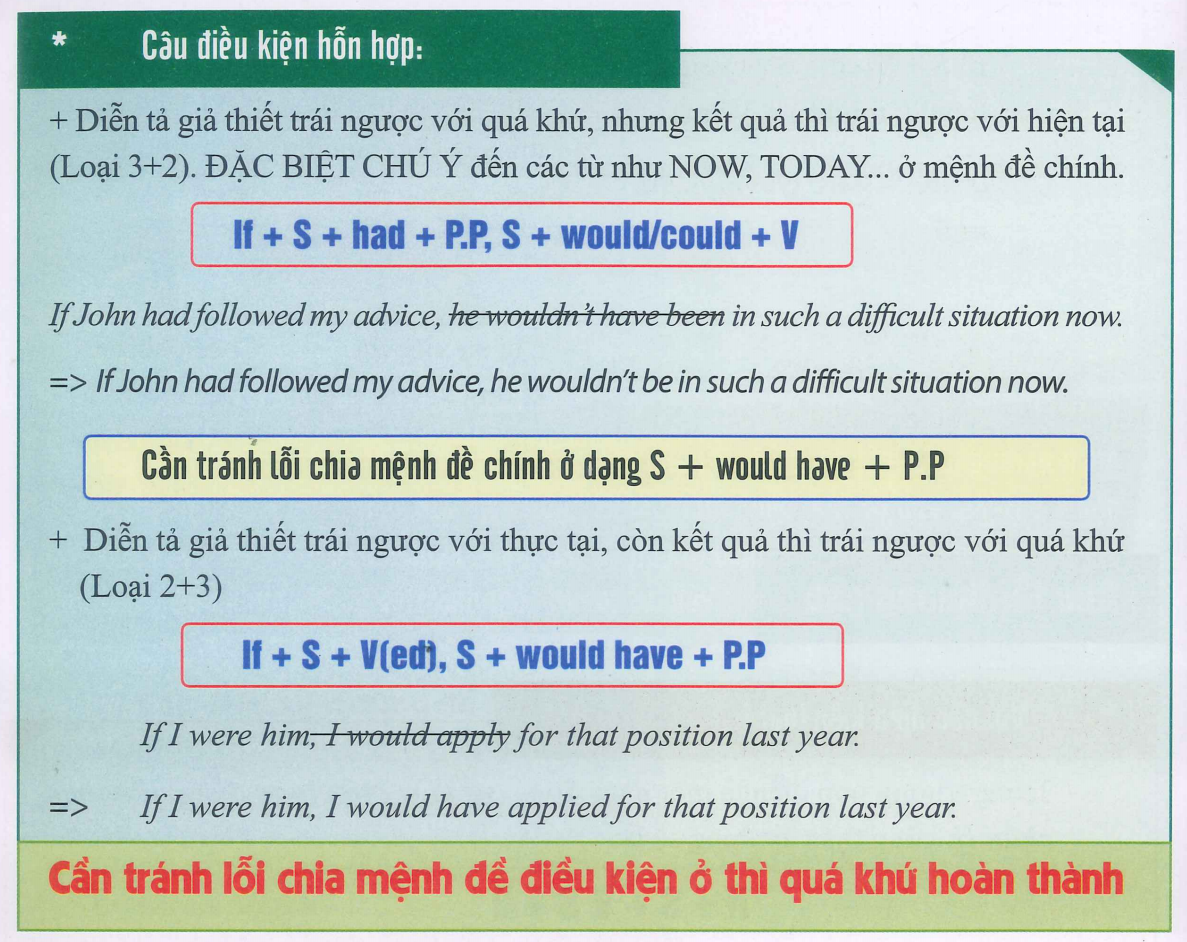 * Câu điều kiện hỗn hợp:
+ Diễn tả giả thiết trái ngược với quá khứ, nhưng kết quả thì trái ngược với hiện tại
(Loại 3+2). ĐẶC BIỆT CHÚ Ý đến các từ như NOW, TODAY... ở mệnh đề chính.
If + S + had + P.P, S + would/could + V
If John had followed my advice, he wouldn't have been in such a difficult situation now.
=> If John had followed my advice, he wouldn't be in such a difficult situation now.
Cần tránh lỗi chia mệnh đề chính ở dạng S + would have + P.P
+ Diễn tả giả thiết trái ngược với thực tại, còn kết quả thì trái ngược với quá khứ
(Loại 2+3)
If + S + V(ed), S + would have + P.P
If I were him, I would apply for that position last year.
=> If I were him, I would have applied for that position last year.
Cần tránh lỗi chia mệnh đề điều kiện ở thì quá khứ hoàn thành